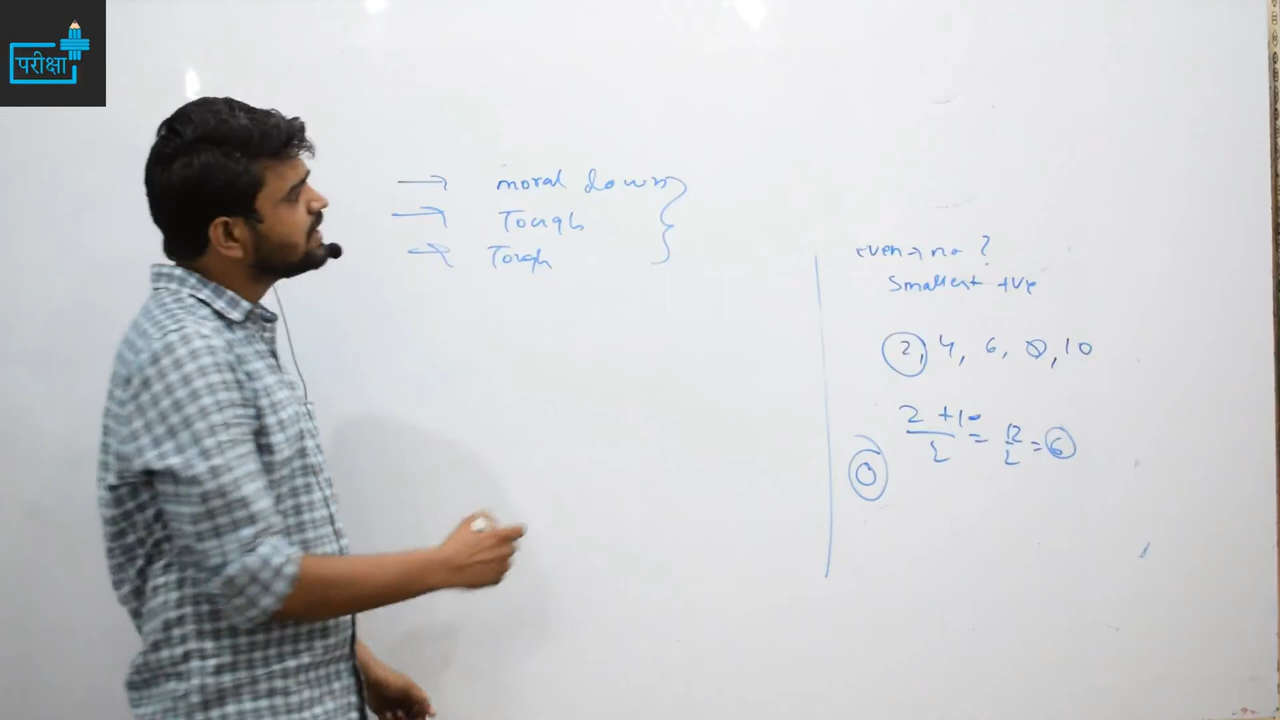 परीक्षा
→ moral down
→ Tough
→ Tough
even → no ?
smallest +ve
2, 4, 6, 8, 10
2 + 10 / 2 = 12 / 2 = 6
0